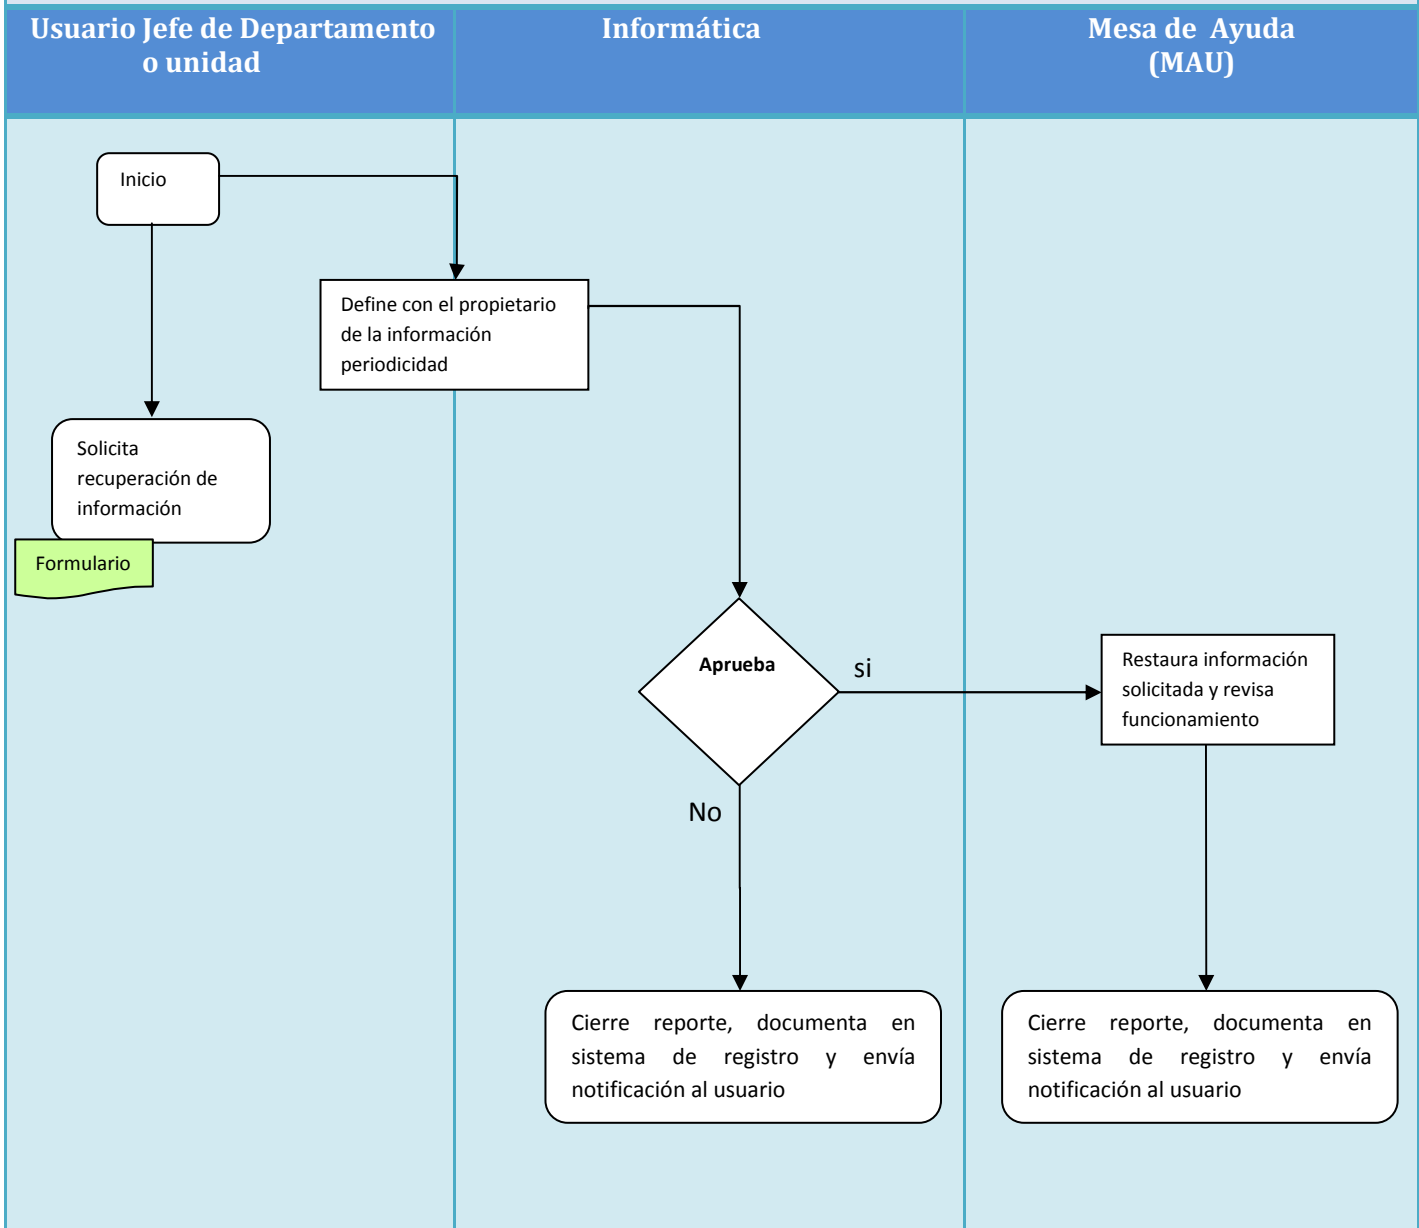 Usuario Jefe de Departamento
o unidad
Informática
Mesa de Ayuda
(MAU)
Inicio
Define con el propietario
de la información
periodicidad
Solicita
recuperación de
información
Formulario
Aprueba
si
Restaura información
solicitada y revisa
funcionamiento
No
Cierre reporte, documenta en
sistema de registro y envía
notificación al usuario
Cierre reporte, documenta en
sistema de registro y envía
notificación al usuario